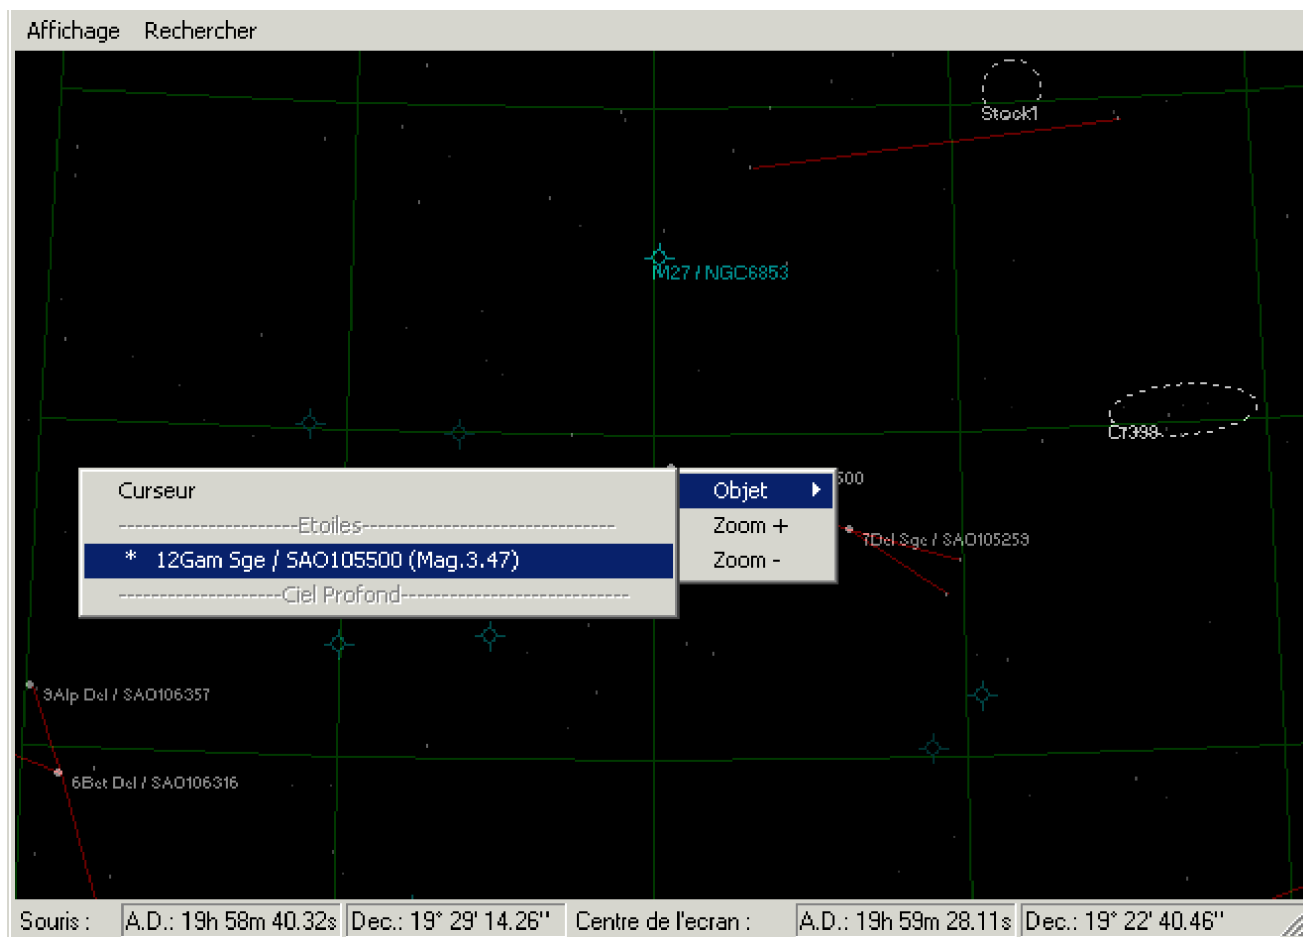 Affichage Rechercher
Stock1
M27 / NGC6853
Cr399
500
Curseur
Objet
Etoiles
Zoom +
7Del Sge / SAO105259
* 12Gam Sge / SAO105500 (Mag.3.47)
Zoom -
Ciel Profond
9Alp Del / SAO106357
6Bet Del / SAO106316
Souris : A.D.: 19h 58m 40.32s Dec.: 19° 29' 14.26'' Centre de l'ecran : A.D.: 19h 59m 28.11s Dec.: 19° 22' 40.46''